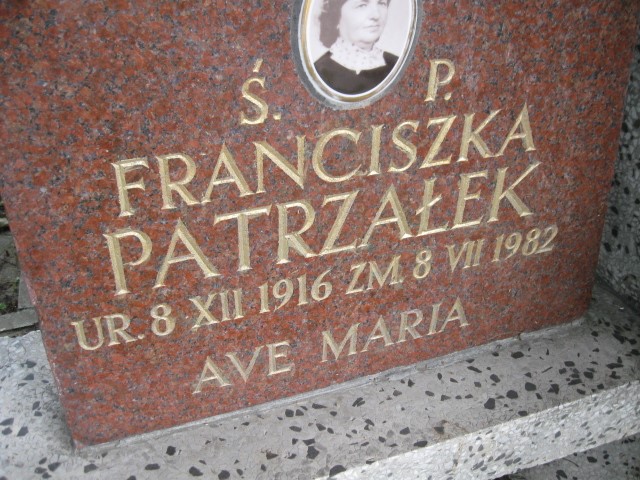 Ś. P.
FRANCISZKA
PATRZAŁEK
UR. 8 XII 1916 ZM. 8 VII 1982
AVE MARIA